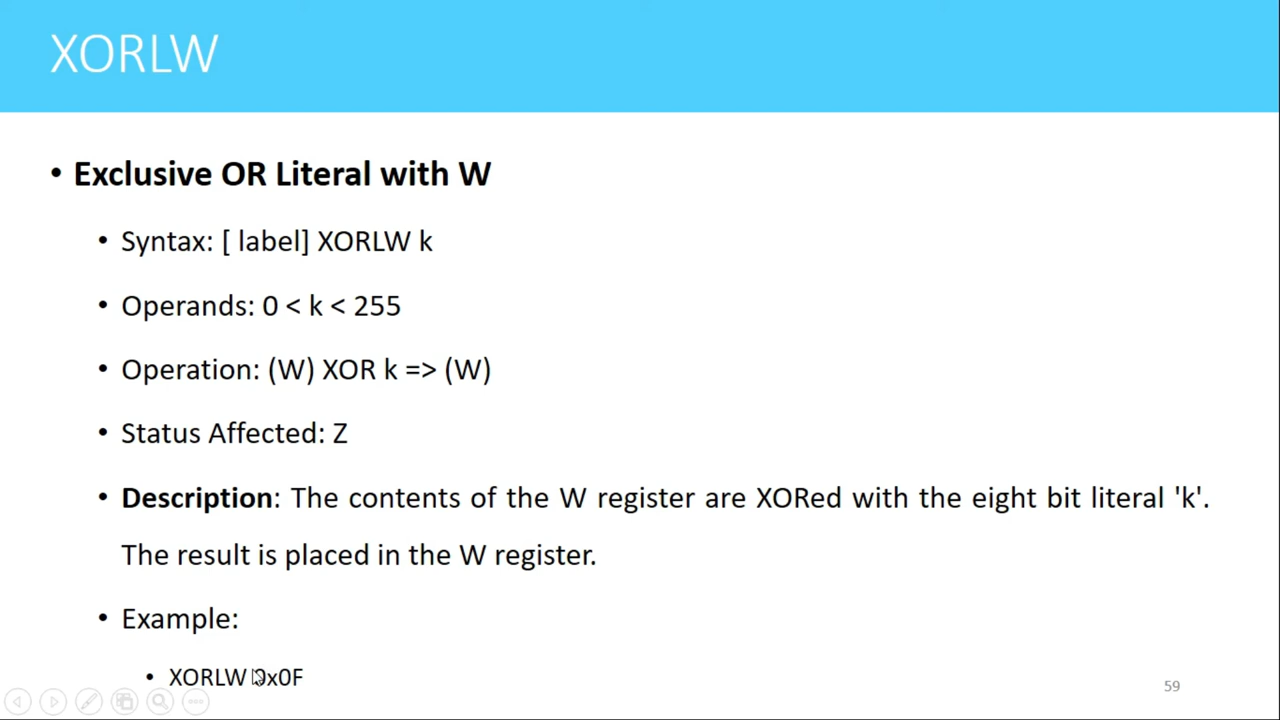 XORLW
• Exclusive OR Literal with W
• Syntax: [ label] XORLW k
• Operands: 0 < k < 255
• Operation: (W) XOR k => (W)
• Status Affected: Z
• Description: The contents of the W register are XORed with the eight bit literal 'k'.
The result is placed in the W register.
• Example:
• XORLW 0x0F
59